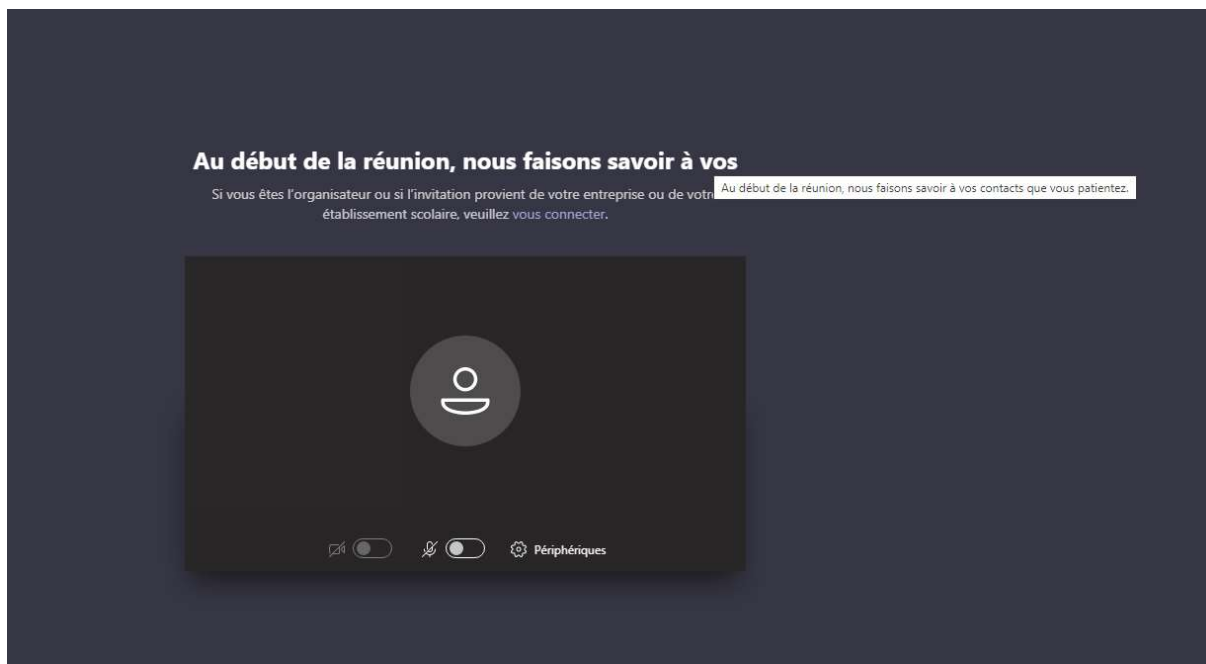 Au début de la réunion, nous faisons savoir à vos
Si vous êtes l'organisateur ou si l'invitation provient de votre entreprise ou de votre
Au début de la réunion, nous faisons savoir à vos contacts que vous patientez.
établissement scolaire, veuillez vous connecter.
Périphériques